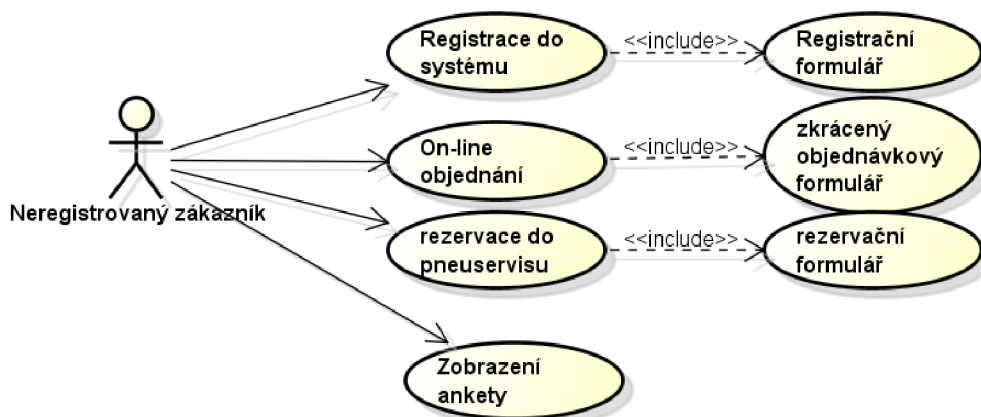 Registrace do
systému
<<include>>
Registrační
formulář
Neregistrovaný zákazník
On-line
objednání
<<include>>
zkrácený
objednávkový
formulář
rezervace do
pneuservisu
<<include>>
rezervační
formulář
Zobrazení
ankety